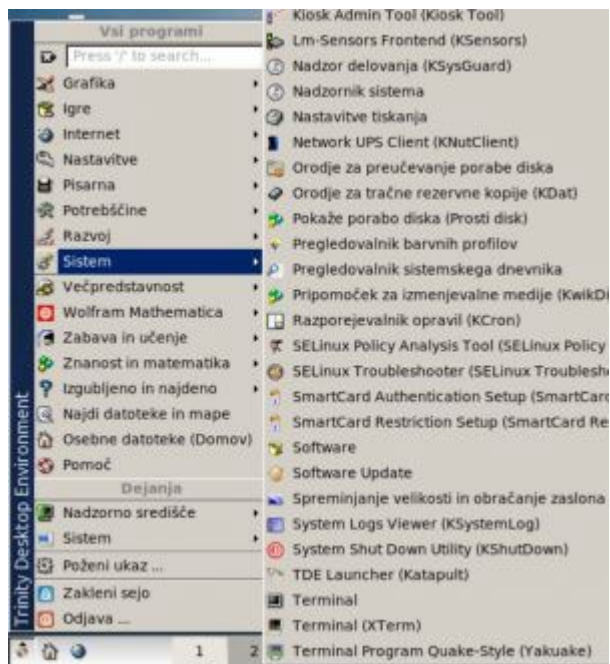 Vsi programi
Press '/' to search...
Grafika
Igre
Internet
Nastavitve
Pisarna
Potrebščine
Razvoj
Sistem
Večpredstavnost
Wolfram Mathematica
Zabava in učenje
Znanost in matematika
Izgubljeno in najdeno
Najdi datoteke in mape
Osebne datoteke (Domov)
Pomoč
Dejanja
Nadzorno središče
Sistem
Poženi ukaz ...
Zakleni sejo
Odjava ...
Trinity Desktop Environment
1
2
Kiosk Admin Tool (Kiosk Tool)
Lm-Sensors Frontend (KSensors)
Nadzor delovanja (KSysGuard)
Nadzornik sistema
Nastavitve tiskanja
Network UPS Client (KNutClient)
Orodje za preučevanje porabe diska
Orodje za tračne rezervne kopije (KDat)
Pokaže porabo diska (Prosti disk)
Pregledovalnik barvnih profilov
Pregledovalnik sistemskega dnevnika
Pripomoček za izmenjevalne medije (KwikDi
Razporejevalnik opravil (KCron)
SELinux Policy Analysis Tool (SELinux Policy
SELinux Troubleshooter (SELinux Troublesh
SmartCard Authentication Setup (SmartCard
SmartCard Restriction Setup (SmartCard Re
Software
Software Update
Spreminjanje velikosti in obračanje zaslona
System Logs Viewer (KSystemLog)
System Shut Down Utility (KShutDown)
TDE Launcher (Katapult)
Terminal
Terminal (XTerm)
Terminal Program Quake-Style (Yakuake)